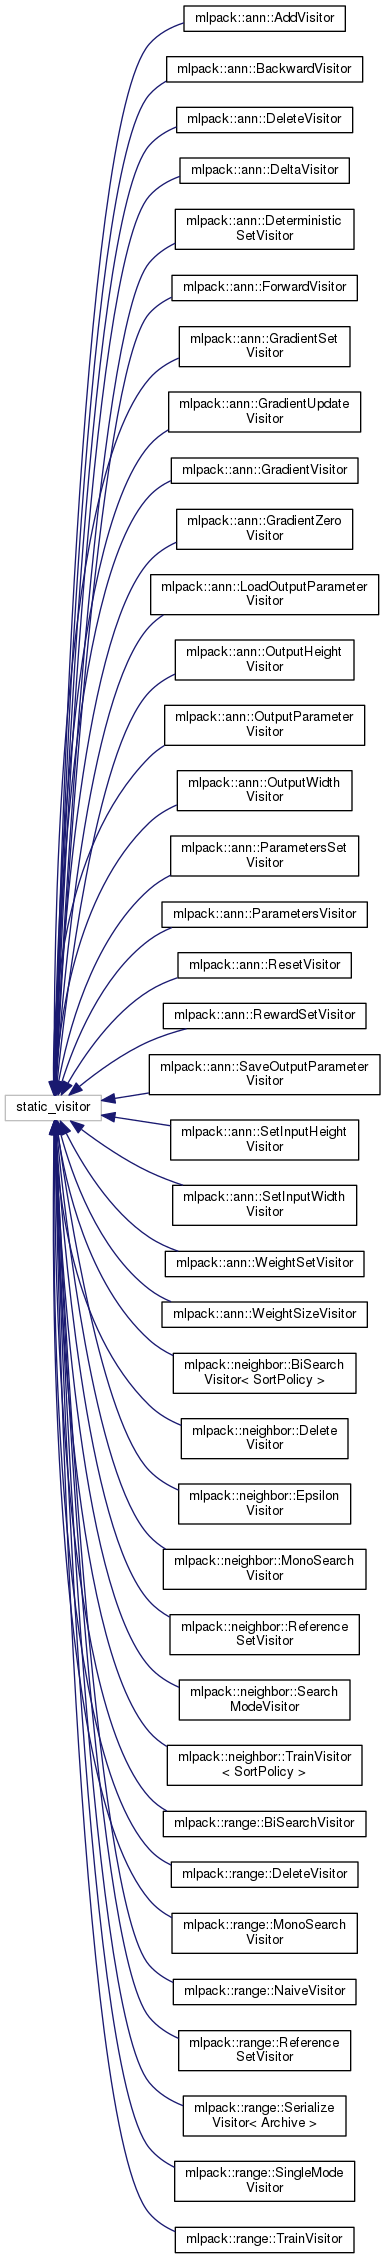 mlpack::ann::AddVisitor
mlpack::ann::BackwardVisitor
mlpack::ann::DeleteVisitor
mlpack::ann::DeltaVisitor
mlpack::ann::Deterministic
SetVisitor
mlpack::ann::ForwardVisitor
mlpack::ann::GradientSet
Visitor
mlpack::ann::GradientUpdate
Visitor
mlpack::ann::GradientVisitor
mlpack::ann::GradientZero
Visitor
mlpack::ann::LoadOutputParameter
Visitor
mlpack::ann::OutputHeight
Visitor
mlpack::ann::OutputParameter
Visitor
mlpack::ann::OutputWidth
Visitor
mlpack::ann::ParametersSet
Visitor
mlpack::ann::ParametersVisitor
mlpack::ann::ResetVisitor
mlpack::ann::RewardSetVisitor
mlpack::ann::SaveOutputParameter
Visitor
static_visitor
mlpack::ann::SetInputHeight
Visitor
mlpack::ann::SetInputWidth
Visitor
mlpack::ann::WeightSetVisitor
mlpack::ann::WeightSizeVisitor
mlpack::neighbor::BiSearch
Visitor< SortPolicy >
mlpack::neighbor::Delete
Visitor
mlpack::neighbor::Epsilon
Visitor
mlpack::neighbor::MonoSearch
Visitor
mlpack::neighbor::Reference
SetVisitor
mlpack::neighbor::Search
ModeVisitor
mlpack::neighbor::TrainVisitor
< SortPolicy >
mlpack::range::BiSearchVisitor
mlpack::range::DeleteVisitor
mlpack::range::MonoSearch
Visitor
mlpack::range::NaiveVisitor
mlpack::range::Reference
SetVisitor
mlpack::range::Serialize
Visitor< Archive >
mlpack::range::SingleMode
Visitor
mlpack::range::TrainVisitor